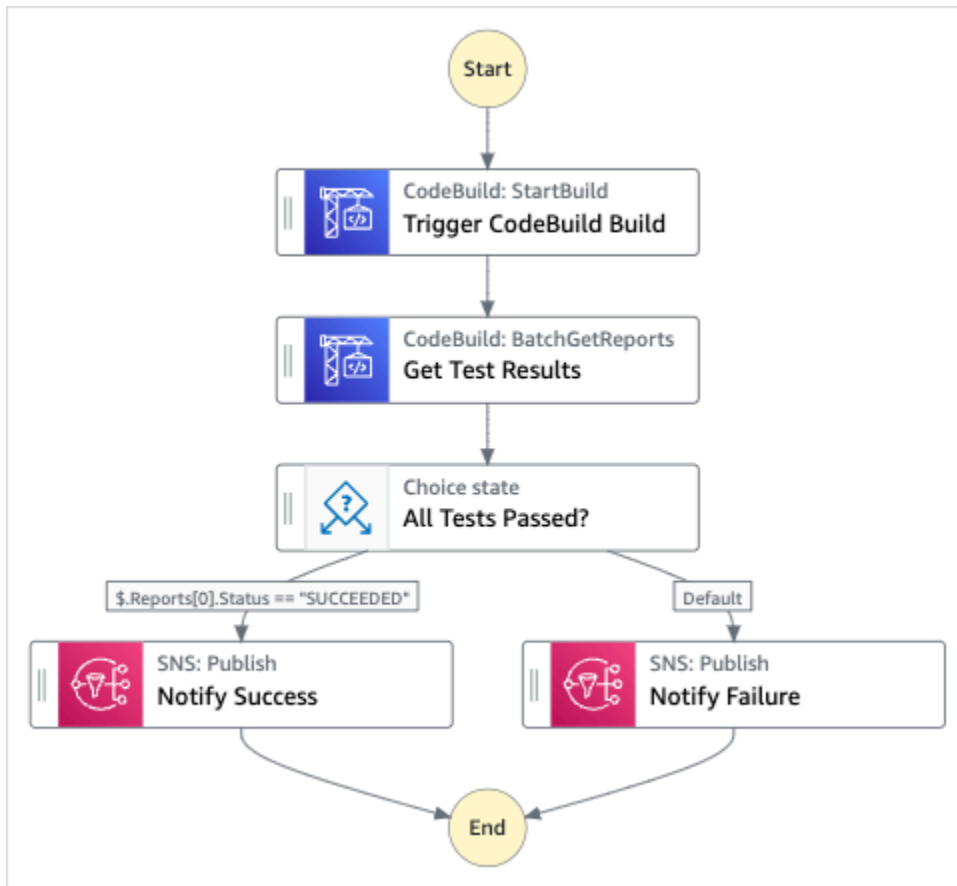 Start
CodeBuild: StartBuild
Trigger CodeBuild Build
CodeBuild: BatchGetReports
Get Test Results
Choice state
All Tests Passed?
$.Reports[0].Status == "SUCCEEDED"
Default
SNS: Publish
Notify Success
SNS: Publish
Notify Failure
End